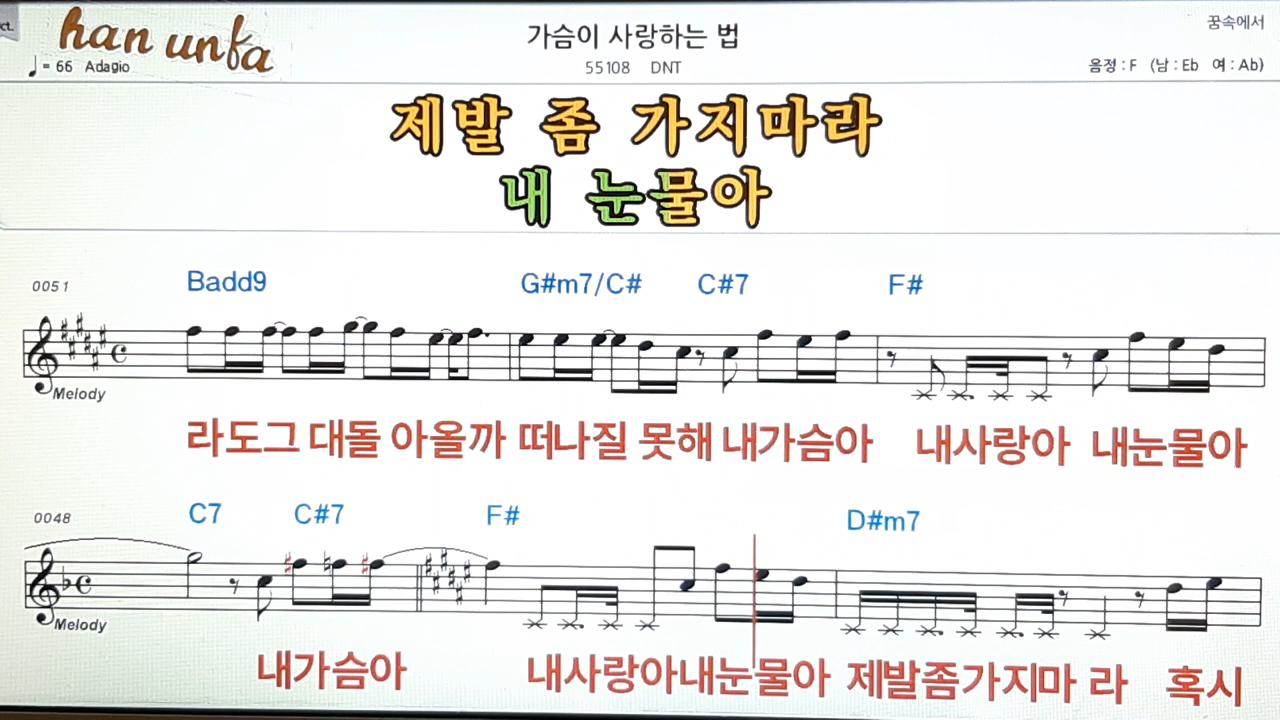 ct.
han unfa
가슴이 사랑하는 법
꿈속에서
♩= 66 Adagio
55108 DNT
음정 : F (남 : Eb 여 : Ab)
제발 좀 가지마라
내 눈물아
0051
Badd9 G#m7/C# C#7 F#
Melody
라도그 대돌 아올까 떠나질 못해 내가슴아 내사랑아 내눈물아
0048
C7 C#7 F# D#m7
Melody
내가슴아 내사랑아내눈물아 제발좀가지마 라 혹시